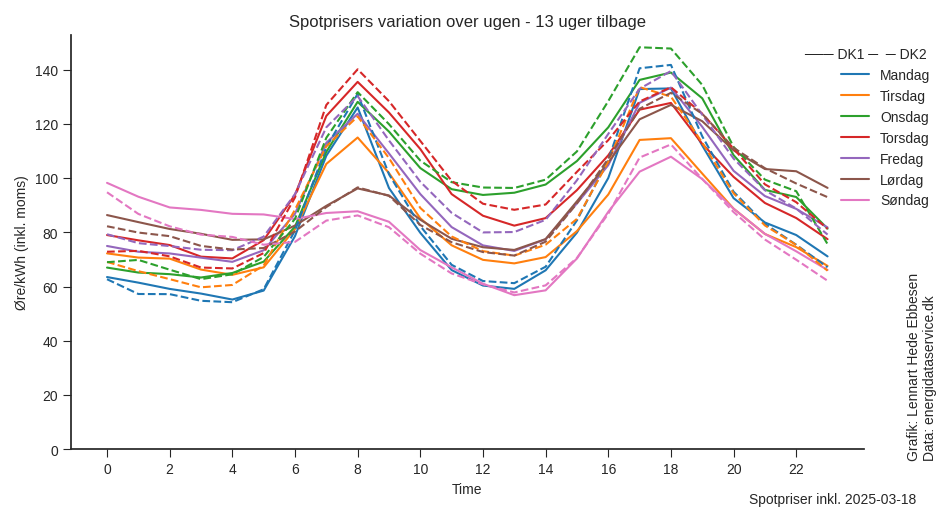 Spotprisers variation over ugen - 13 uger tilbage
DK1 DK2
Mandag
Tirsdag
Onsdag
Torsdag
Fredag
Lørdag
Søndag
Øre/kWh (inkl. moms)
140
120
100
80
60
40
20
0
0 2 4 6 8 10 12 14 16 18 20 22
Time
Grafik: Lennart Hede Ebbesen
Data: energidataservice.dk
Spotpriser inkl. 2025-03-18